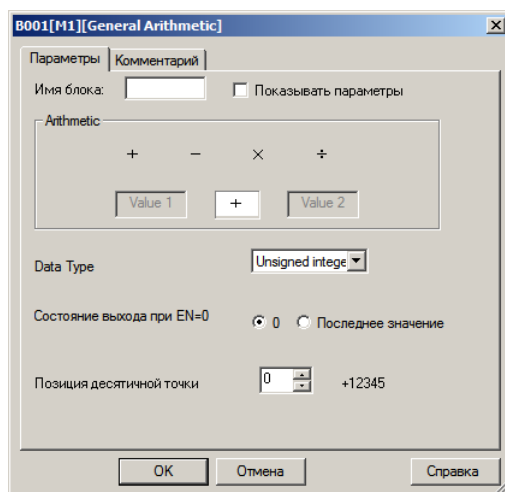 B001[M1][General Arithmetic]
Параметры Комментарий
Имя блока: Показывать параметры
Arithmetic
+ − × ÷
Value 1 + Value 2
Data Type Unsigned intege
Состояние выхода при EN=0 0 Последнее значение
Позиция десятичной точки 0 +12345
OK Отмена Справка